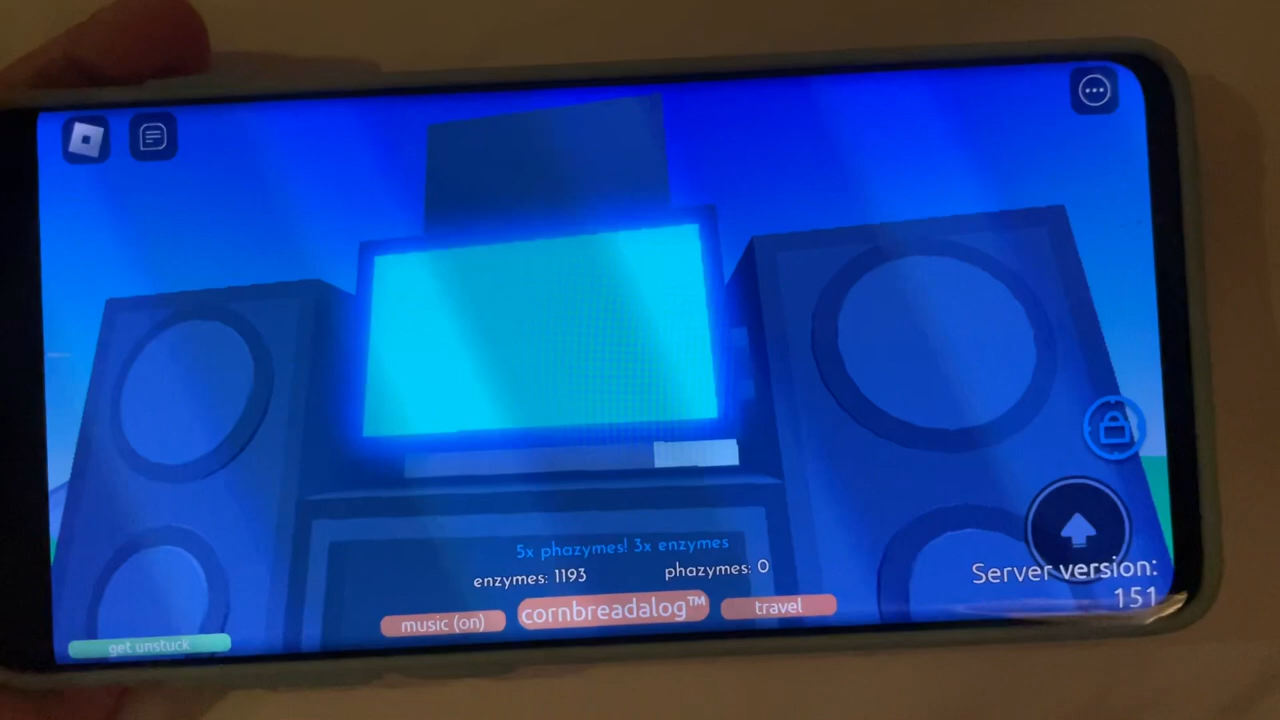 5x phazymes! 3x enzymes
enzymes: 1193
phazymes: 0
Server version:
151
music (on)
cornbreadalog™
travel
get unstuck